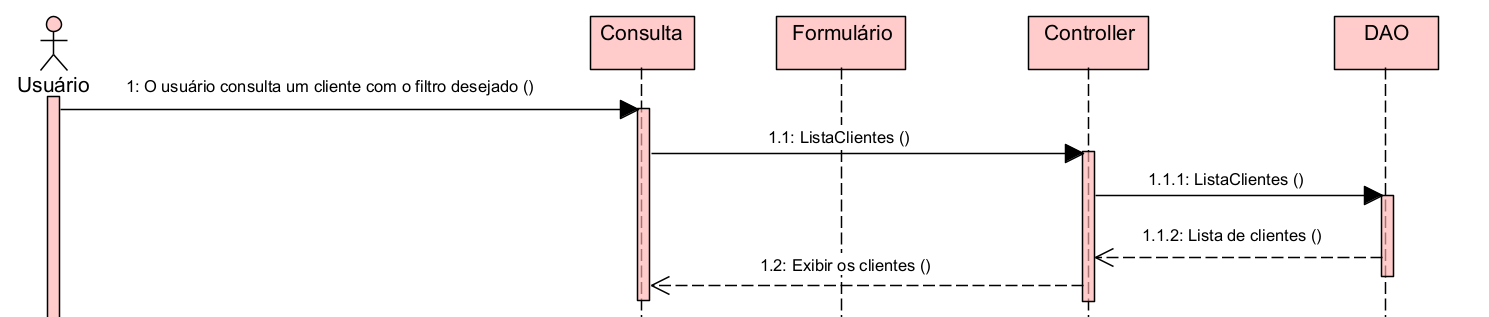 Consulta
Formulário
Controller
DAO
Usuário
1: O usuário consulta um cliente com o filtro desejado ()
1.1: ListaClientes ()
1.1.1: ListaClientes ()
1.1.2: Lista de clientes ()
1.2: Exibir os clientes ()